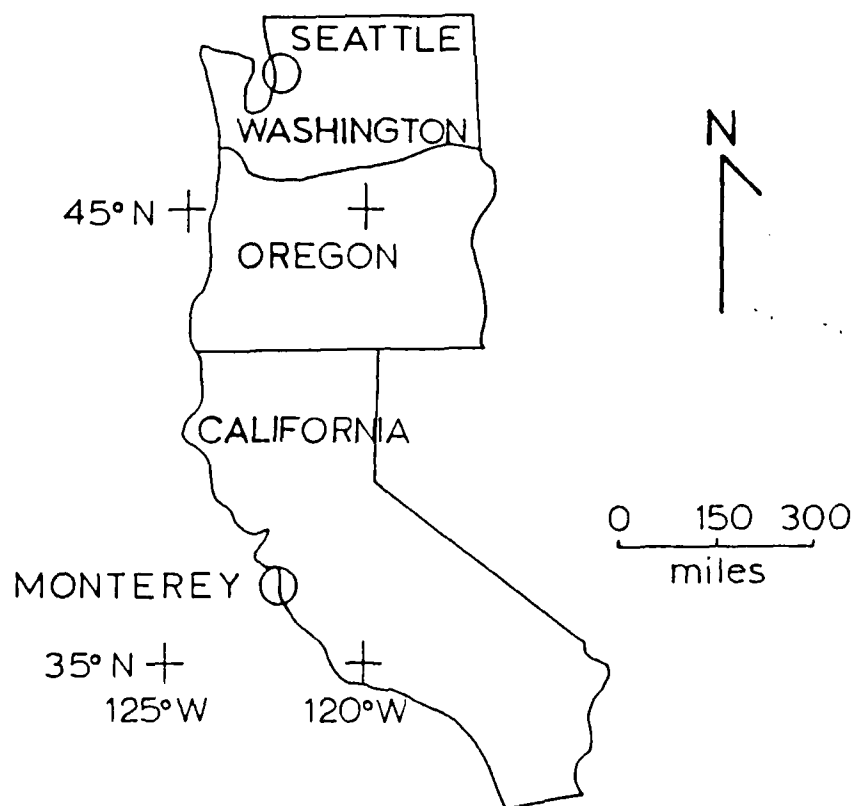 SEATTLE
WASHINGTON
N
45° N
OREGON
CALIFORNIA
0 150 300
miles
MONTEREY
35° N
125° W
120° W